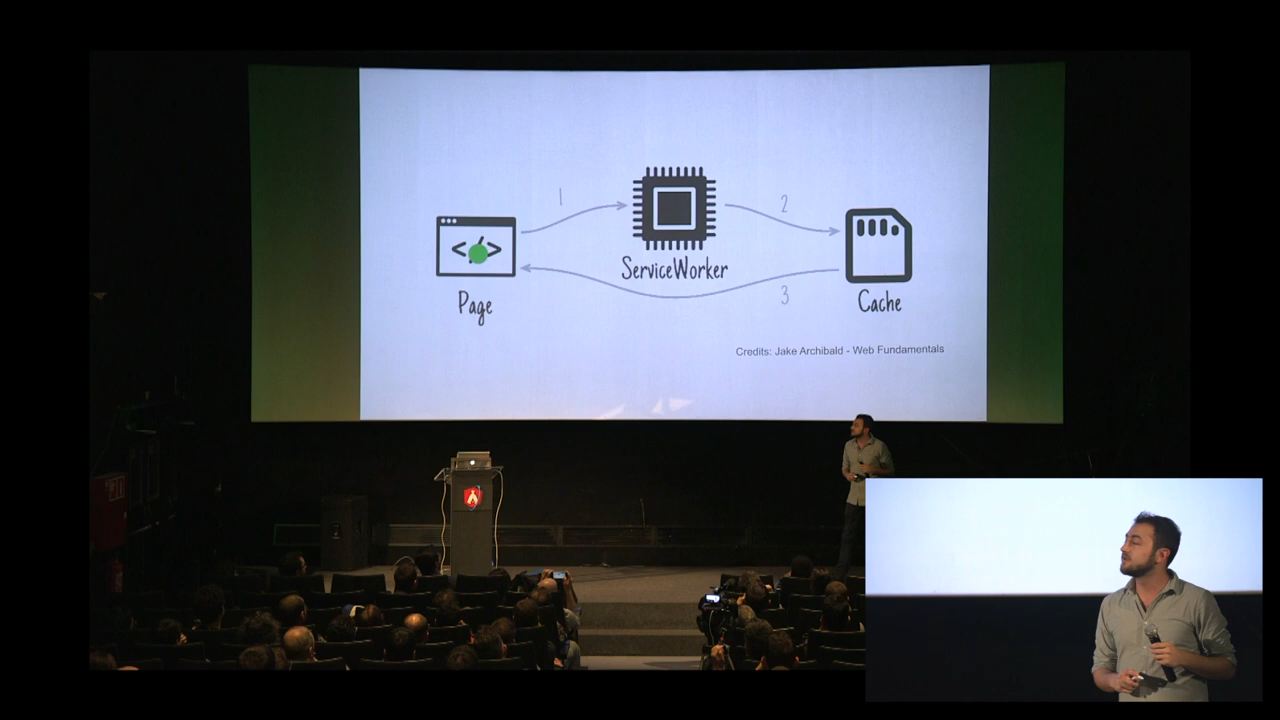 1
2
ServiceWorker
3
Page
Cache
Credits: Jake Archibald - Web Fundamentals